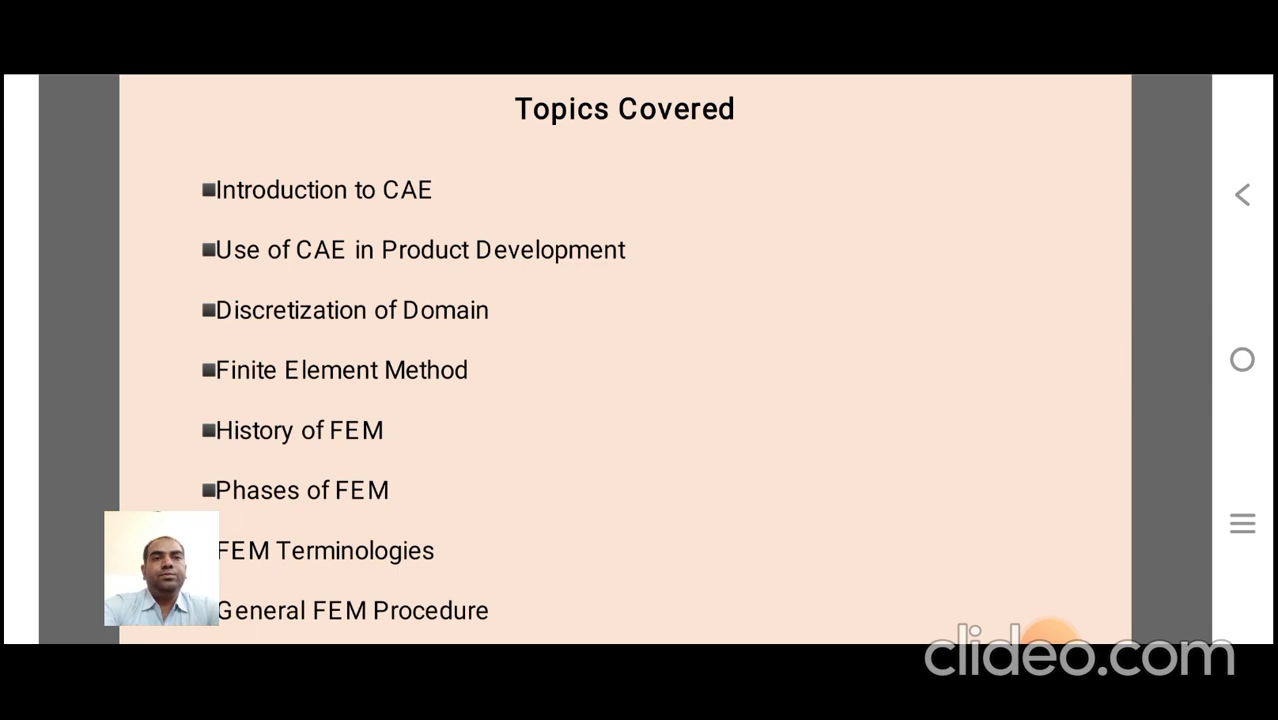 Topics Covered
Introduction to CAE
Use of CAE in Product Development
Discretization of Domain
Finite Element Method
History of FEM
Phases of FEM
FEM Terminologies
General FEM Procedure
clideo.com